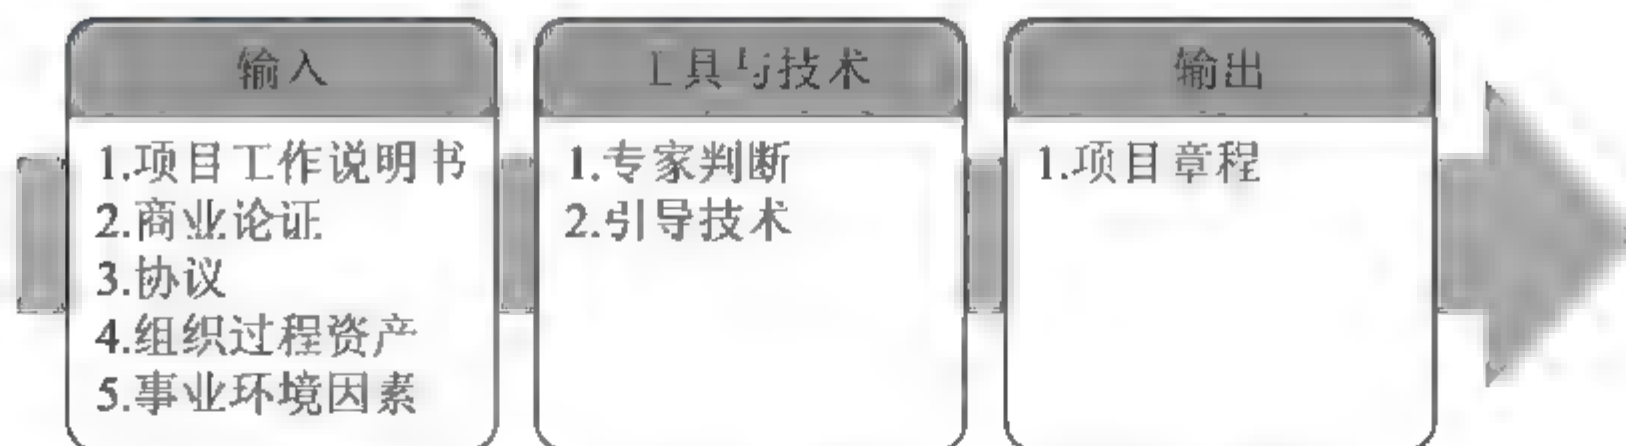 输入
1.项目工作说明书
2.商业论证
3.协议
4.组织过程资产
5.事业环境因素
工具与技术
1.专家判断
2.引导技术
输出
1.项目章程